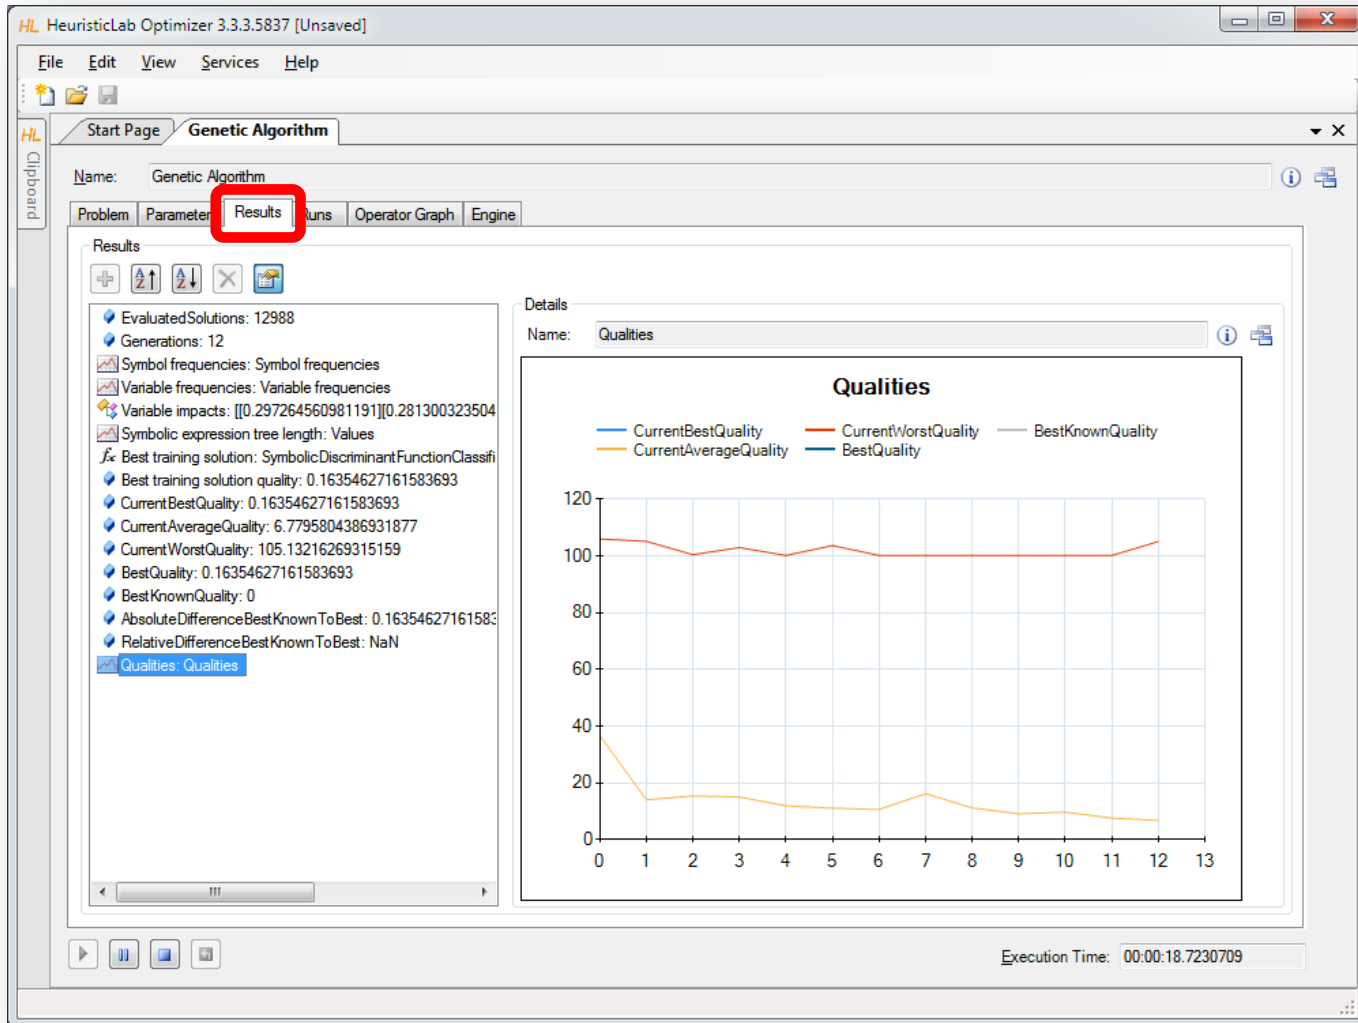 HL HeuristicLab Optimizer 3.3.3.5837 [Unsaved]
File Edit View Services Help
HL Clipboard
Start Page Genetic Algorithm
Name: Genetic Algorithm
Problem Parameter Results Runs Operator Graph Engine
Results
EvaluatedSolutions: 12988
Generations: 12
Symbol frequencies: Symbol frequencies
Variable frequencies: Variable frequencies
Variable impacts: [[0.297264560981191][0.281300323504
Symbolic expression tree length: Values
Best training solution: SymbolicDiscriminantFunctionClassifi
Best training solution quality: 0.16354627161583693
CurrentBestQuality: 0.16354627161583693
CurrentAverageQuality: 6.7795804386931877
CurrentWorstQuality: 105.13216269315159
BestQuality: 0.16354627161583693
BestKnownQuality: 0
AbsoluteDifferenceBestKnownToBest: 0.1635462716158:
RelativeDifferenceBestKnownToBest: NaN
Qualities: Qualities
Details
Name: Qualities
Qualities
CurrentBestQuality CurrentWorstQuality BestKnownQuality
CurrentAverageQuality BestQuality
120
100
80
60
40
20
0
0 1 2 3 4 5 6 7 8 9 10 11 12 13
Execution Time: 00:00:18.7230709